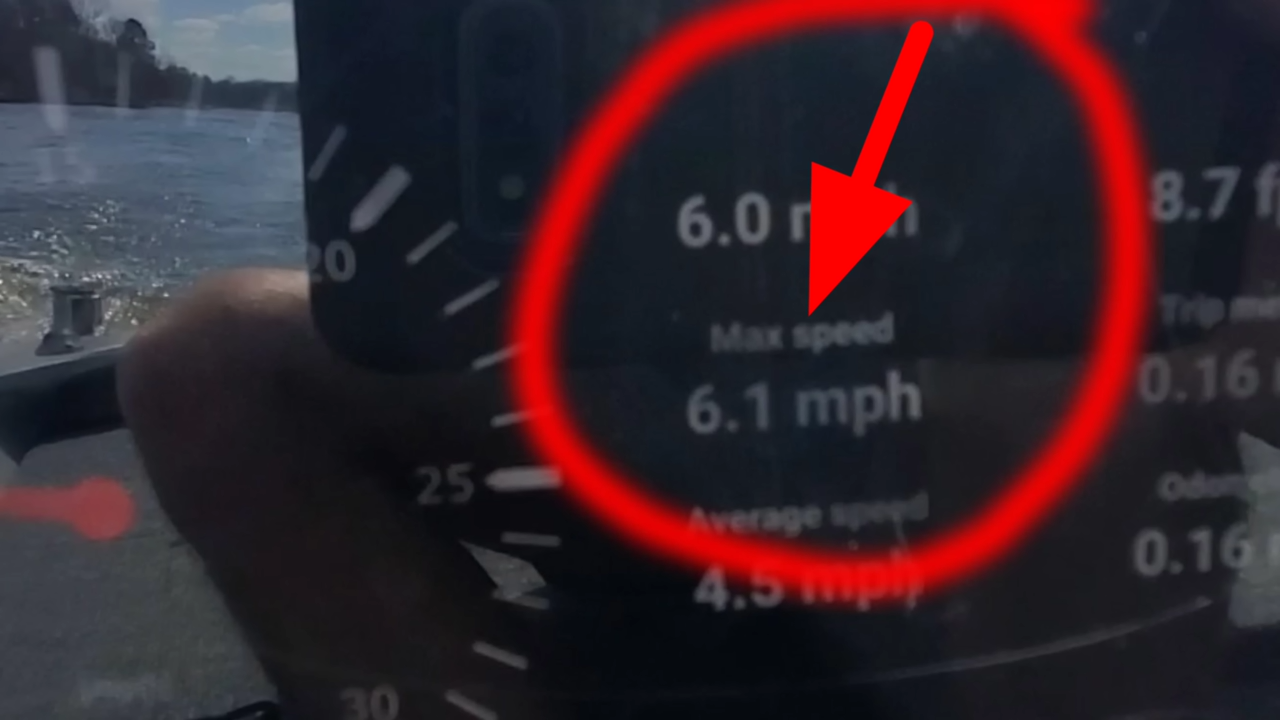 20
6.0
8.7
Max speed
Trip
6.1 mph
0.16
25
Average speed
4.5 mph
0.16
30